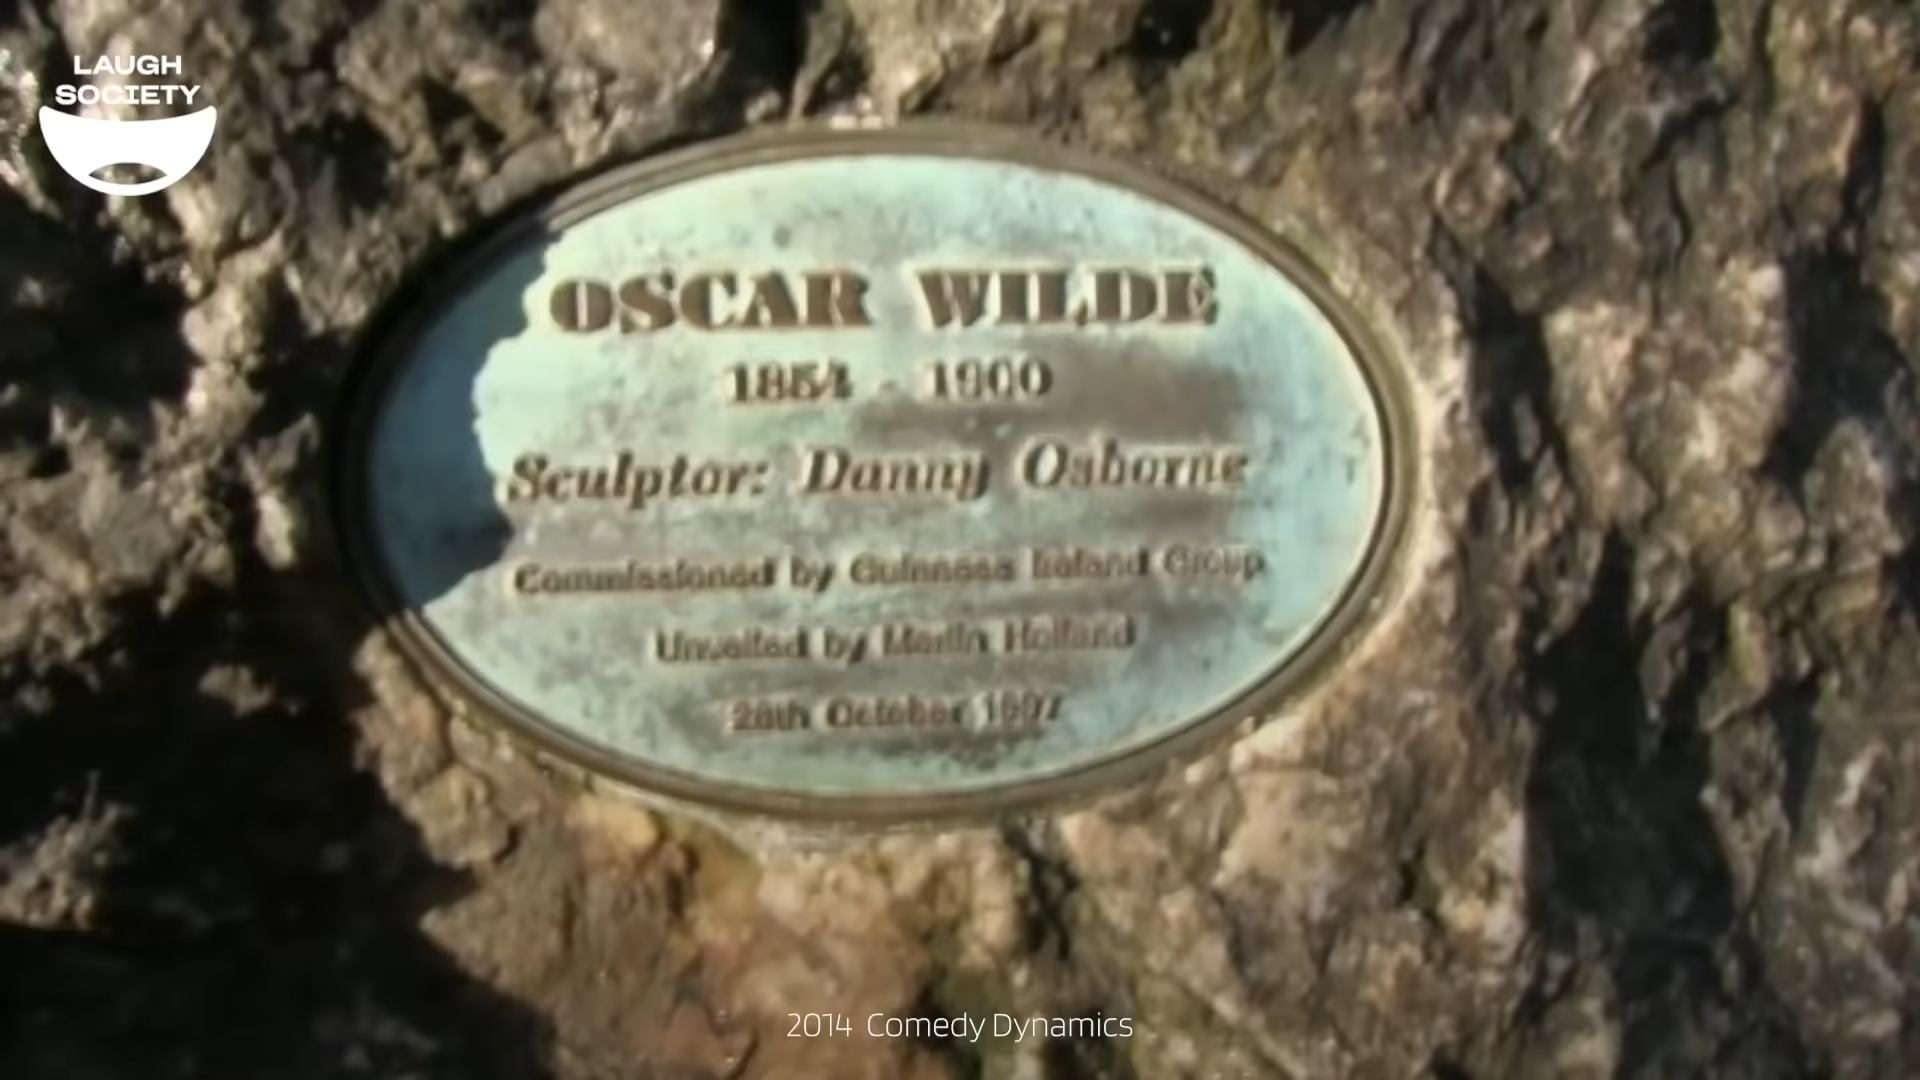 LAUGH
SOCIETY
OSCAR WILDE
1854 - 1900
Sculptor: Danny Osborne
Commissioned by Guinness Ireland Group
Unveiled by Merlin Holland
28th October 1997
2014 Comedy Dynamics